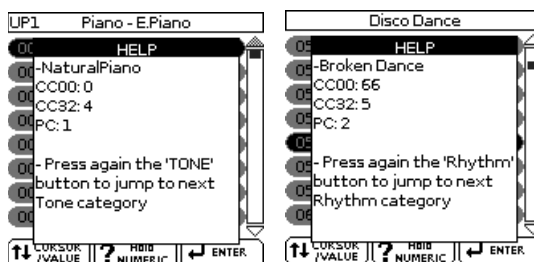 UP1 Piano - E.Piano
HELP
-NaturalPiano
CC00: 0
CC32: 4
PC: 1
- Press again the 'TONE'
button to jump to next
Tone category
CURSOR
/VALUE
? Hold
NUMERIC
ENTER
Disco Dance
HELP
-Broken Dance
CC00: 66
CC32: 5
PC: 2
- Press again the 'Rhythm'
button to jump to next
Rhythm category
CURSOR
/VALUE
? Hold
NUMERIC
ENTER